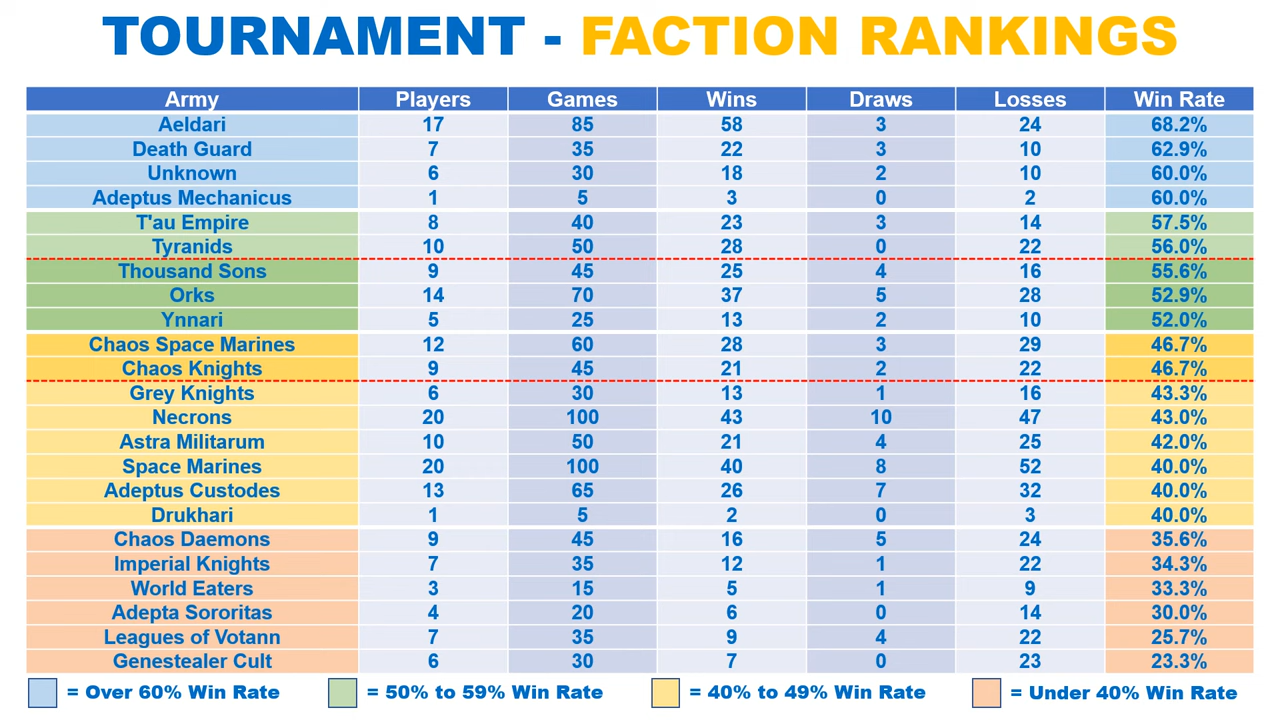 TOURNAMENT - FACTION RANKINGS
Army Players Games Wins Draws Losses Win Rate
Aeldari 17 85 58 3 24 68.2%
Death Guard 7 35 22 3 10 62.9%
Unknown 6 30 18 2 10 60.0%
Adeptus Mechanicus 1 5 3 0 2 60.0%
T'au Empire 8 40 23 3 14 57.5%
Tyranids 10 50 28 0 22 56.0%
Thousand Sons 9 45 25 4 16 55.6%
Orks 14 70 37 5 28 52.9%
Ynnari 5 25 13 2 10 52.0%
Chaos Space Marines 12 60 28 3 29 46.7%
Chaos Knights 9 45 21 2 22 46.7%
Grey Knights 6 30 13 1 16 43.3%
Necrons 20 100 43 10 47 43.0%
Astra Militarum 10 50 21 4 25 42.0%
Space Marines 20 100 40 8 52 40.0%
Adeptus Custodes 13 65 26 7 32 40.0%
Drukhari 1 5 2 0 3 40.0%
Chaos Daemons 9 45 16 5 24 35.6%
Imperial Knights 7 35 12 1 22 34.3%
World Eaters 3 15 5 1 9 33.3%
Adepta Sororitas 4 20 6 0 14 30.0%
Leagues of Votann 7 35 9 4 22 25.7%
Genestealer Cult 6 30 7 0 23 23.3%
= Over 60% Win Rate = 50% to 59% Win Rate = 40% to 49% Win Rate = Under 40% Win Rate